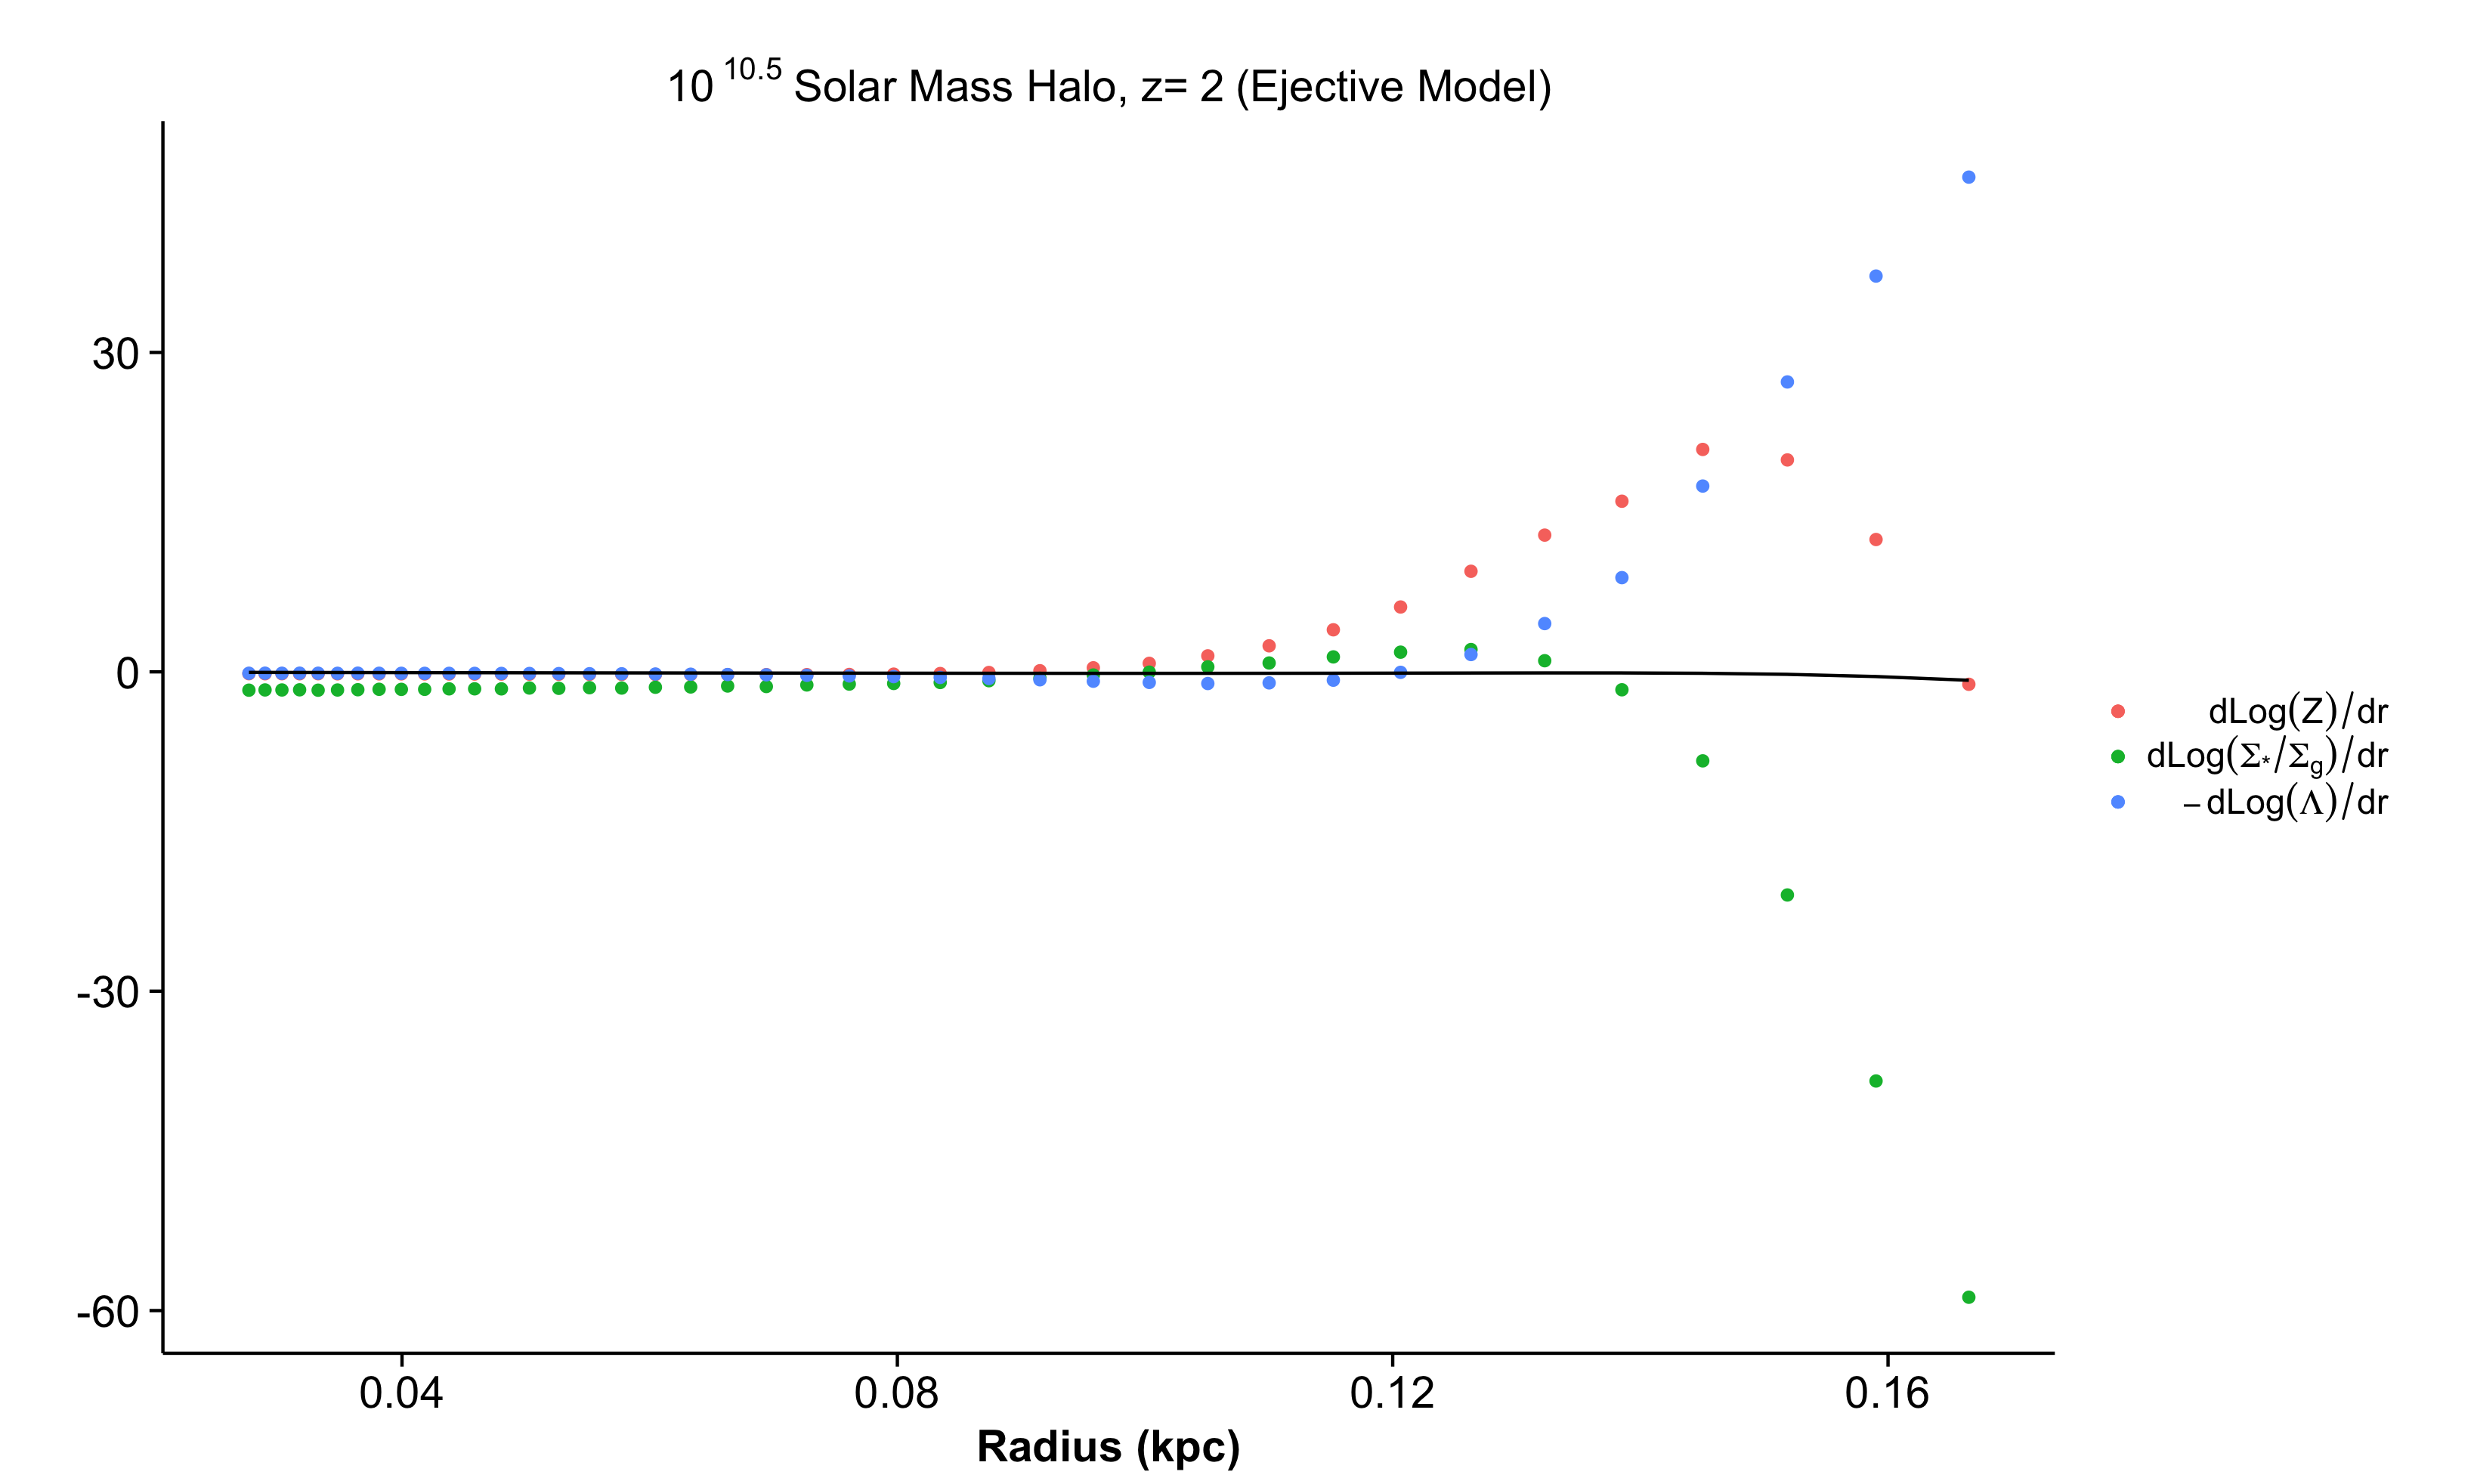 10^10.5 Solar Mass Halo, z= 2 (Ejective Model)
30
0
-30
-60
0.04 0.08 0.12 0.16
Radius (kpc)
dLog(Z)/dr
dLog(Σ*/Σg)/dr
−dLog(Λ)/dr